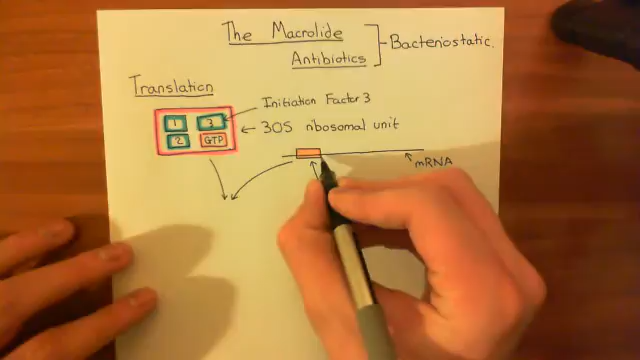 The Macrolide
Antibiotics
Bacteriostatic.
Translation
Initiation Factor 3
1
3
30S ribosomal unit
2
GTP
mRNA